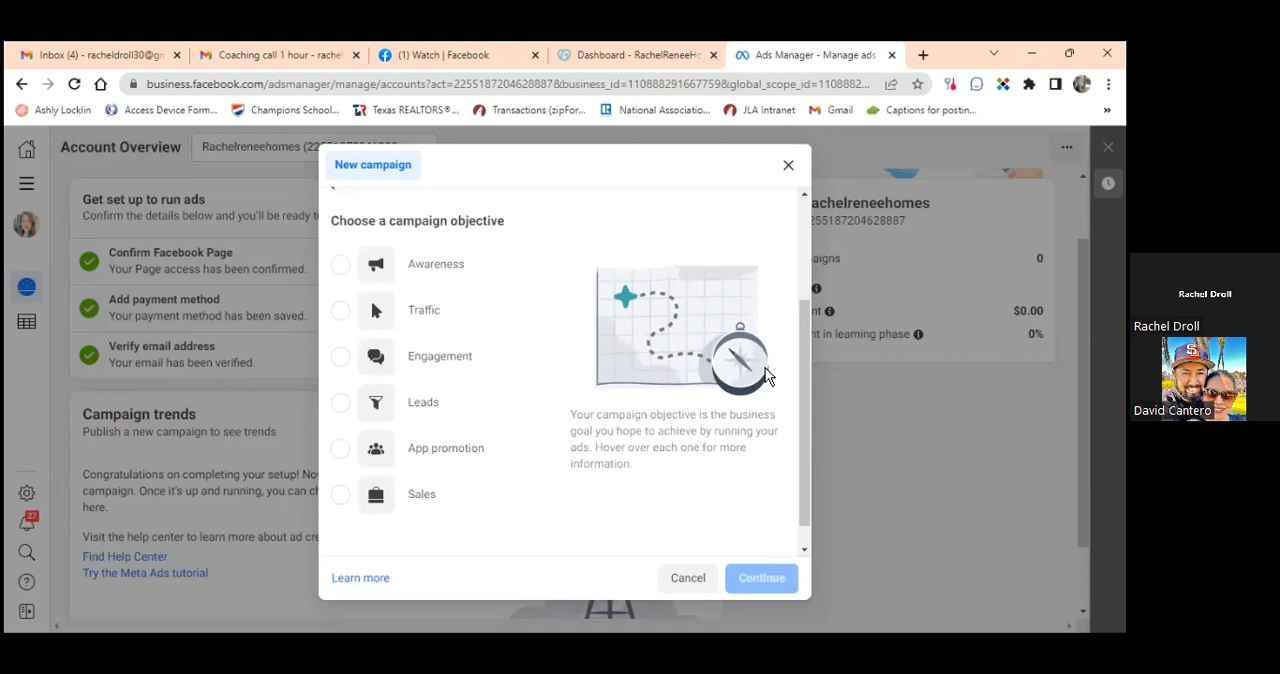 Inbox (4) - racheldroll30@gm
Coaching call 1 hour - rache
(1) Watch | Facebook
Dashboard - RachelReneeHo
Ads Manager - Manage ads
business.facebook.com/adsmanager/manage/accounts?act=225518720462888&business_id=1108882916677598&global_scope_id=1108882...
Ashly Locklin
Access Device Form...
Champions School...
Texas REALTORS®...
Transactions (zipFor...
National Associatio...
JLA Intranet
Gmail
Captions for postin...
»
Account Overview
Rachelreneehomes (22551872046288
New campaign
Get set up to run ads
Confirm the details below and you'll be ready to
Confirm Facebook Page
Your Page access has been confirmed.
Add payment method
Your payment method has been saved.
Verify email address
Your email has been verified.
Campaign trends
Publish a new campaign to see trends
Congratulations on completing your setup! No
campaign. Once it's up and running, you can c
here.
Visit the help center to learn more about ad cre
Find Help Center
Try the Meta Ads tutorial
27
Choose a campaign objective
Awareness
Traffic
Engagement
Leads
App promotion
Sales
Your campaign objective is the business
goal you hope to achieve by running your
ads. Hover over each one for more
information.
Learn more
Cancel
Continue
achelreneehomes
255187204628887
aigns
0
nt
$0.00
nt in learning phase
0%
Rachel Droll
Rachel Droll
David Cantero